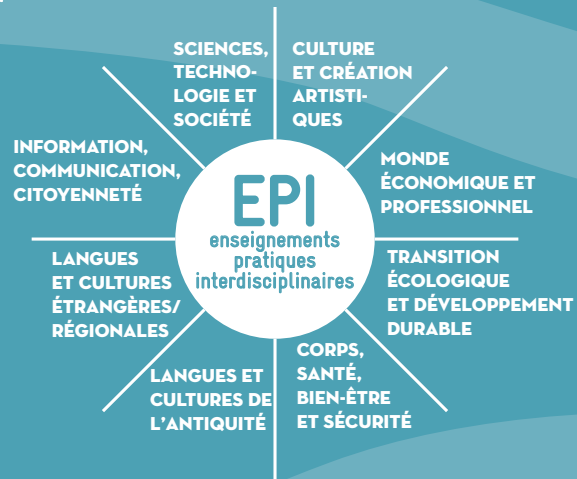 SCIENCES,
TECHNO-
LOGIE ET
SOCIÉTÉ
CULTURE
ET CRÉATION
ARTISTI-
QUES
INFORMATION,
COMMUNICATION,
CITOYENNETÉ
MONDE
ÉCONOMIQUE ET
PROFESSIONNEL
EPI
enseignements
pratiques
interdisciplinaires
LANGUES
ET CULTURES
ÉTRANGÈRES/
RÉGIONALES
TRANSITION
ÉCOLOGIQUE
ET DÉVELOPPEMENT
DURABLE
LANGUES ET
CULTURES DE
L'ANTIQUITÉ
CORPS,
SANTÉ,
BIEN-ÊTRE
ET SÉCURITÉ